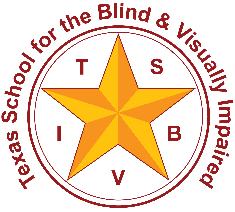 Texas School for the Blind & Visually Impaired
T S
I B
V